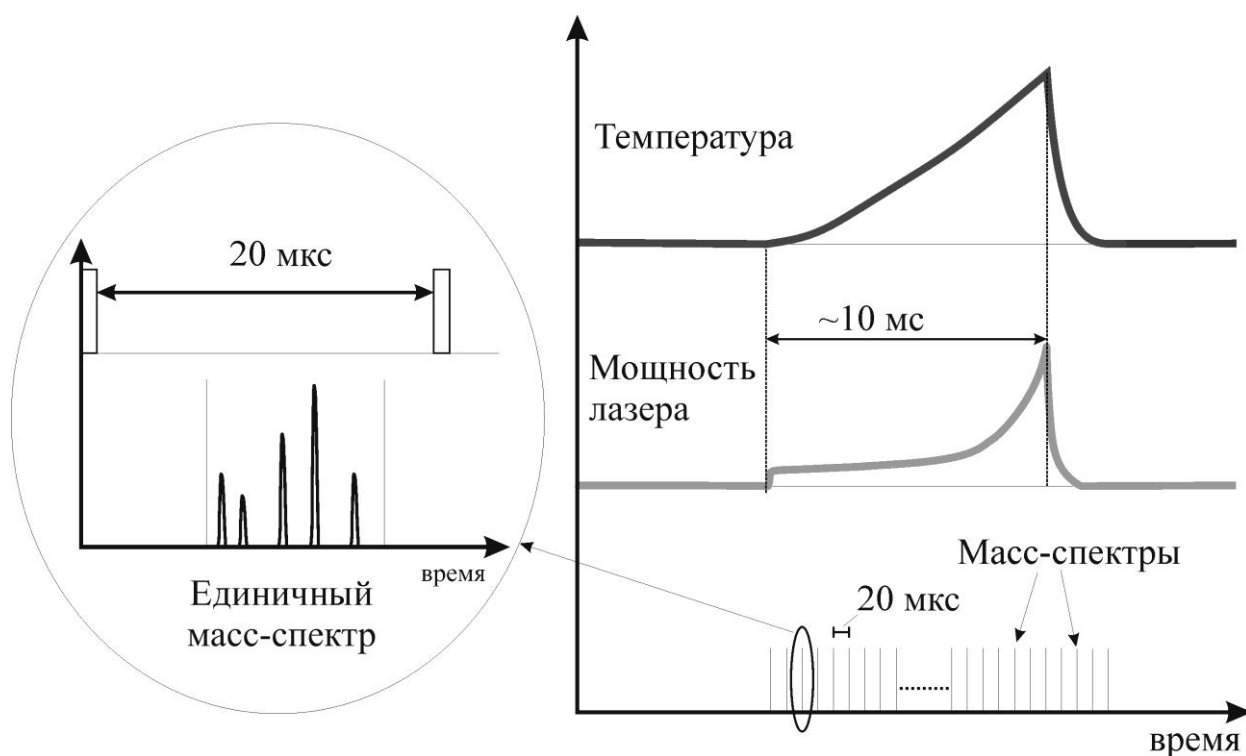 20 мкс
время
Единичный
масс-спектр
Температура
~10 мс
Мощность
лазера
Масс-спектры
20 мкс
время